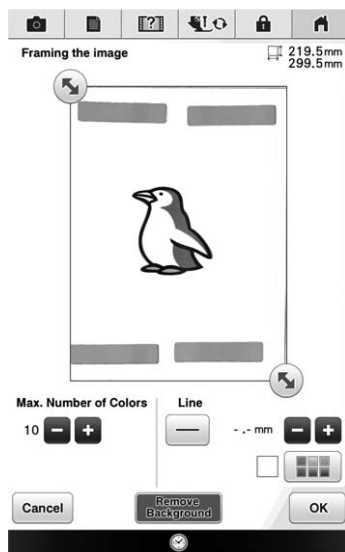 ?
Framing the image
219.5mm
299.5mm
Max. Number of Colors
Line
10 - +
-.- mm - +
Cancel
Remove
Background
OK